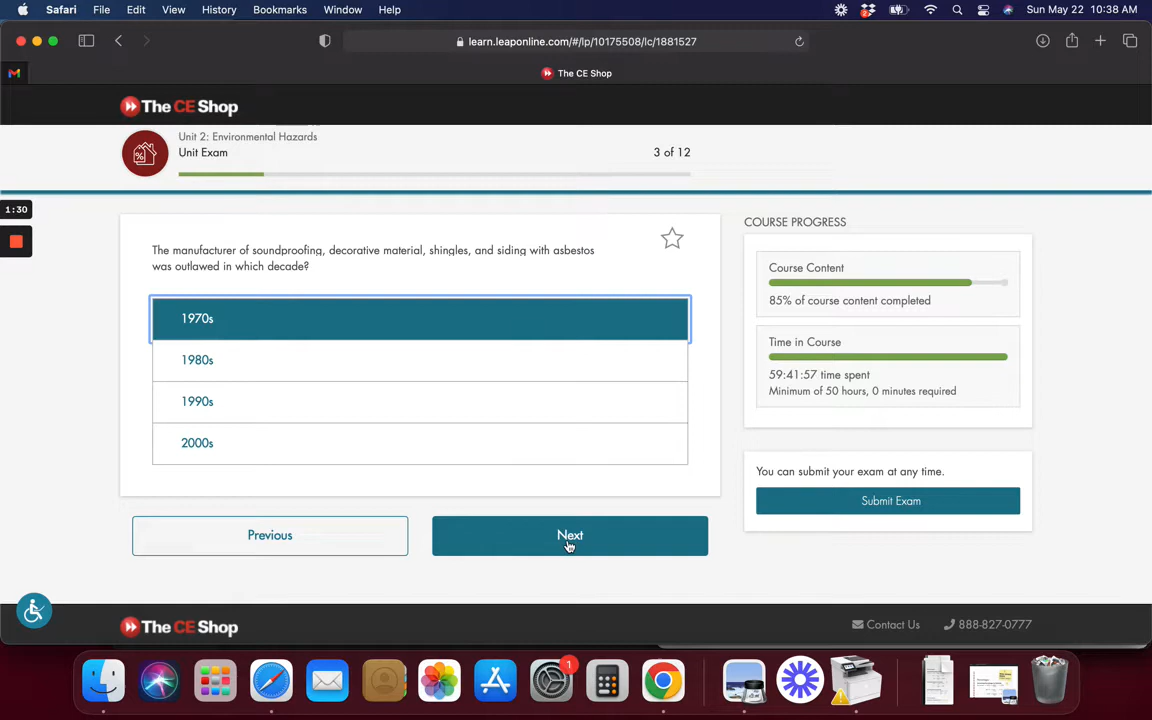 Safari File Edit View History Bookmarks Window Help 2 Sun May 22 10:38 AM
learn.leaponline.com/#/lp/10175508/lc/1881527
The CE Shop
The CE Shop
Unit 2: Environmental Hazards
Unit Exam 3 of 12
1:30
The manufacturer of soundproofing, decorative material, shingles, and siding with asbestos
was outlawed in which decade?
1970s
1980s
1990s
2000s
Previous
Next
COURSE PROGRESS
Course Content
85% of course content completed
Time in Course
59:41:57 time spent
Minimum of 50 hours, 0 minutes required
You can submit your exam at any time.
Submit Exam
The CE Shop
Contact Us 888-827-0777
1